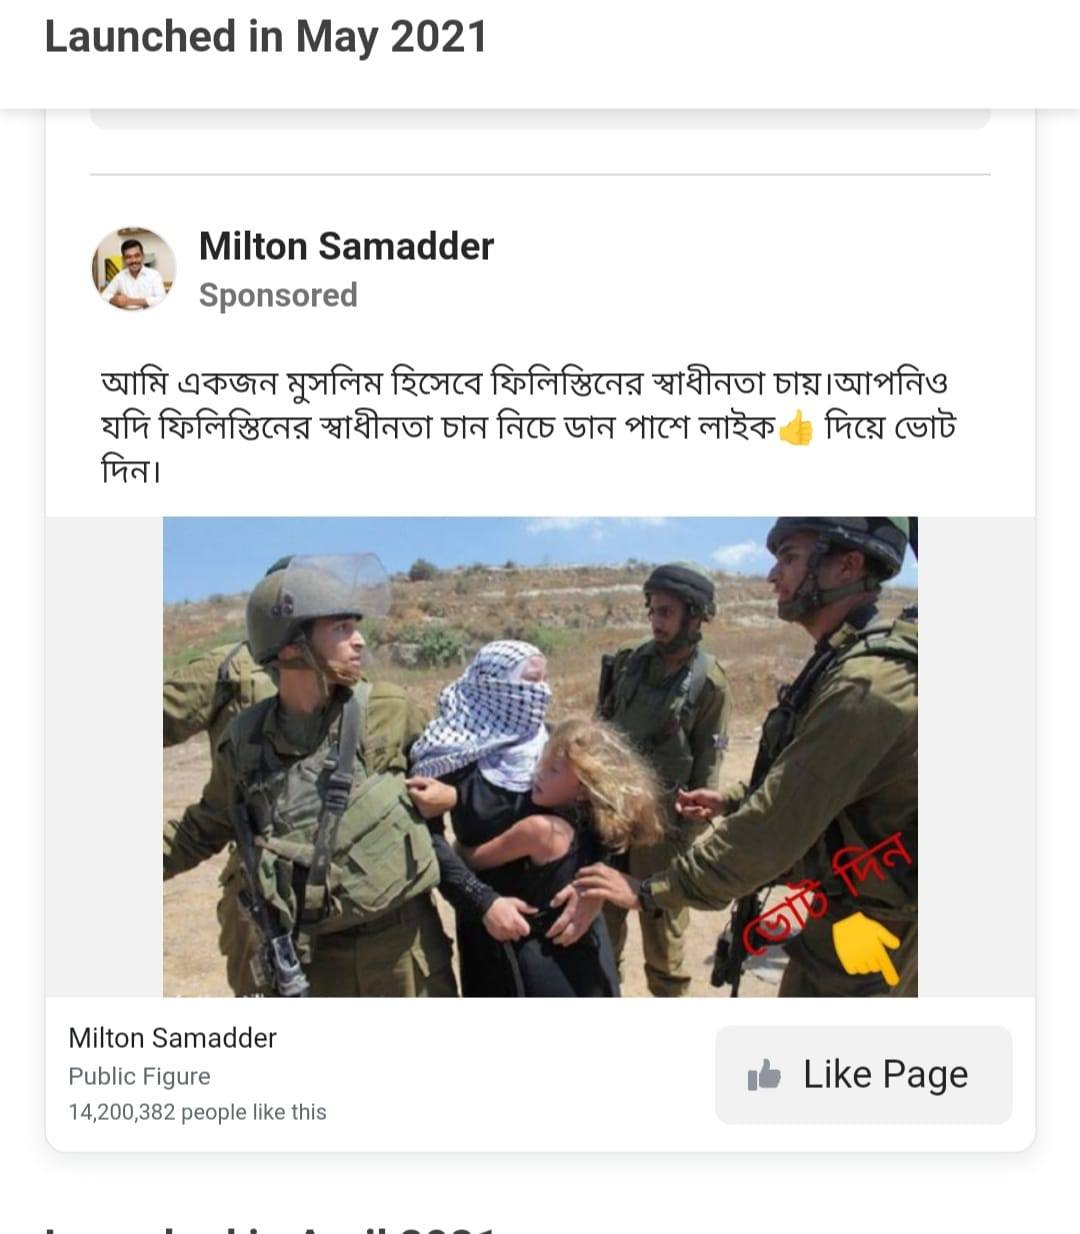 Launched in May 2021
Milton Samadder
Sponsored
আমি একজন মুসলিম হিসেবে ফিলিস্তিনের স্বাধীনতা চায়।আপনিও
যদি ফিলিস্তিনের স্বাধীনতা চান নিচে ডান পাশে লাইক👍 দিয়ে ভোট
দিন।
ভোট দিন
Milton Samadder
Public Figure
14,200,382 people like this
Like Page